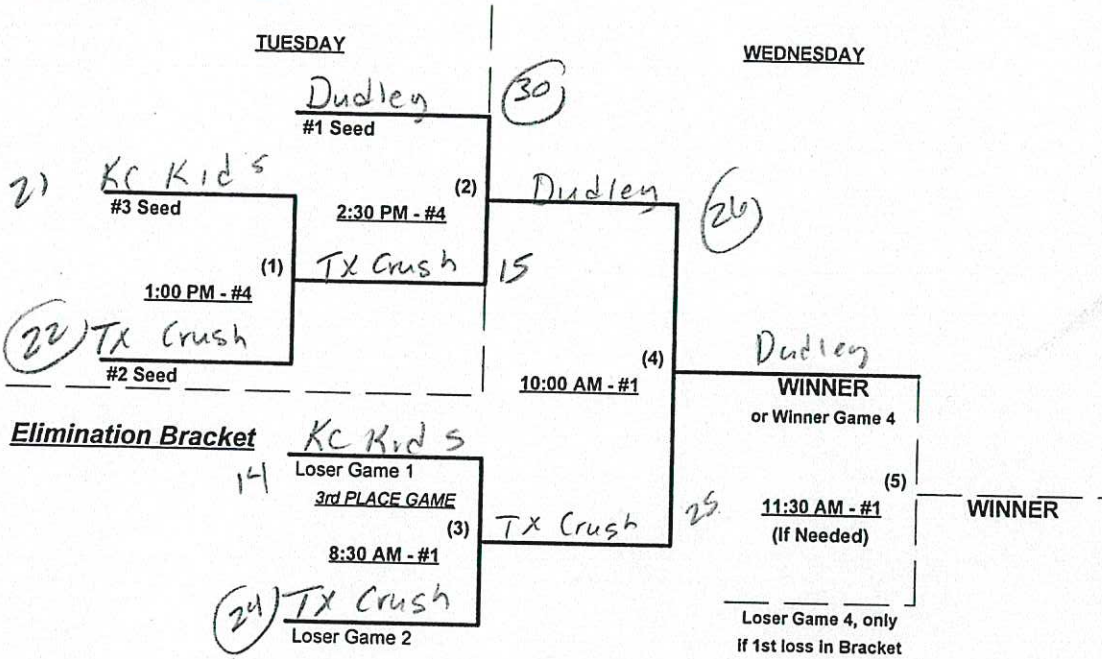 TUESDAY
WEDNESDAY
Dudley
30
#1 Seed
21 KC Kids
#3 Seed
(2)
2:30 PM - #4
Dudley
26
(1)
TX Crush
15
1:00 PM - #4
22 TX Crush
#2 Seed
(4)
10:00 AM - #1
Dudley
WINNER
or Winner Game 4
Elimination Bracket
KC Kids
14
Loser Game 1
3rd PLACE GAME
(3)
8:30 AM - #1
TX Crush
25
(5)
11:30 AM - #1
(If Needed)
WINNER
24 TX Crush
Loser Game 2
Loser Game 4, only
if 1st loss in Bracket